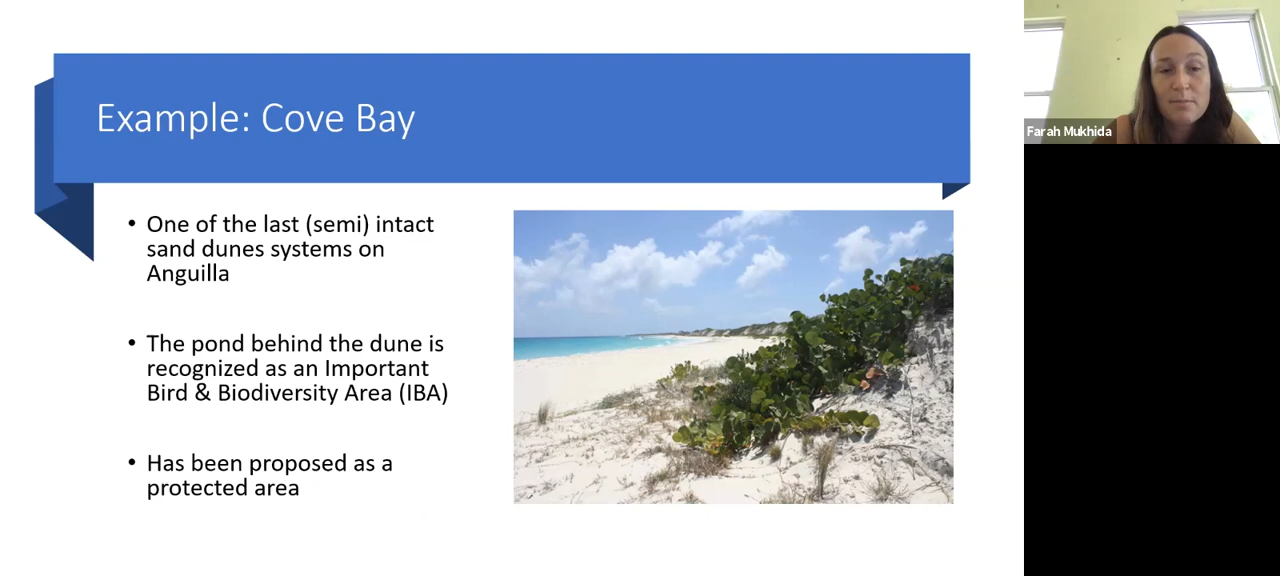 Example: Cove Bay
• One of the last (semi) intact
sand dunes systems on
Anguilla
• The pond behind the dune is
recognized as an Important
Bird & Biodiversity Area (IBA)
• Has been proposed as a
protected area
Farah Mukhida